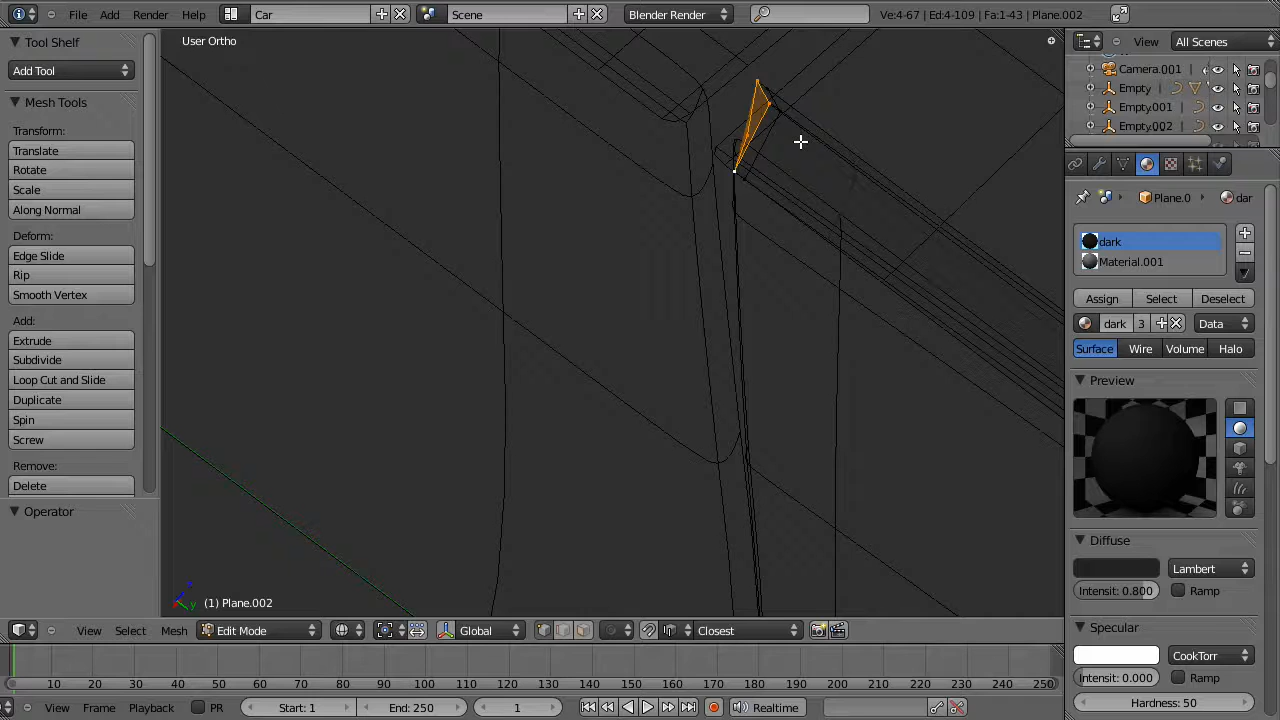 File Add Render Help Car Scene Blender Render Ve:4-67 | Ed:4-109 | Fa:1-43 | Plane.002
Tool Shelf
Add Tool
Mesh Tools
Transform:
Translate
Rotate
Scale
Along Normal
Deform:
Edge Slide
Rip
Smooth Vertex
Add:
Extrude
Subdivide
Loop Cut and Slide
Duplicate
Spin
Screw
Remove:
Delete
Operator
User Ortho
z
y
(1) Plane.002
View Select Mesh Edit Mode Global Closest
10 20 30 40 50 60 70 80 90 100 110 120 130 140 150 160 170 180 190 200 210 220 230 240 250
View Frame Playback PR Start: 1 End: 250 1 Realtime
View All Scenes
Camera.001
Empty
Empty.001
Empty.002
Plane.0 dar
dark
Material.001
Assign Select Deselect
dark 3 Data
Surface Wire Volume Halo
Preview
Diffuse
Lambert
Intensit: 0.800 Ramp
Specular
CookTorr
Intensit: 0.000 Ramp
Hardness: 50